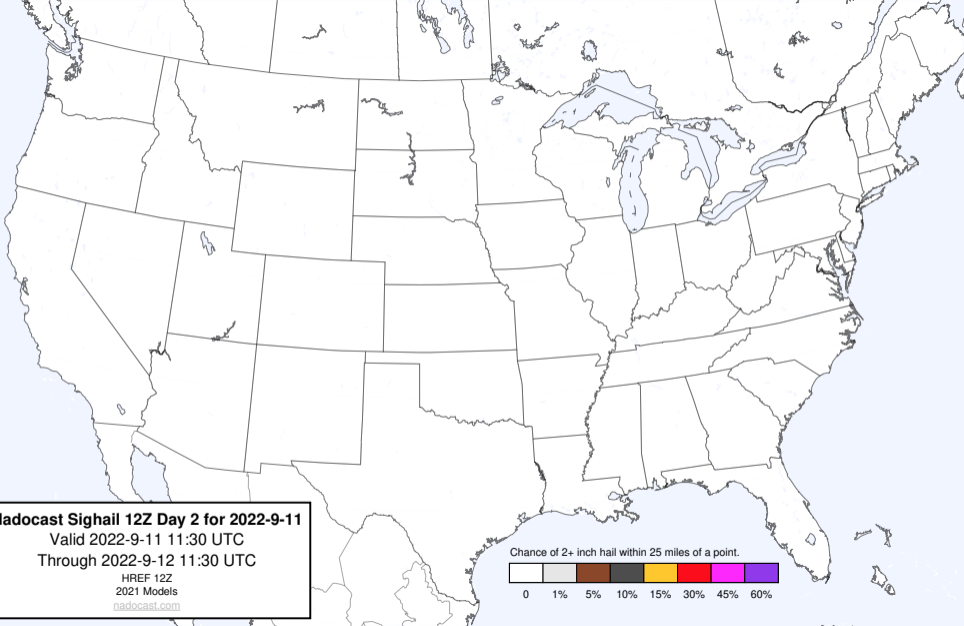 adocast Sighail 12Z Day 2 for 2022-9-11
Valid 2022-9-11 11:30 UTC
Through 2022-9-12 11:30 UTC
HREF 12Z
2021 Models
nadocast.com
Chance of 2+ inch hail within 25 miles of a point.
0 1% 5% 10% 15% 30% 45% 60%